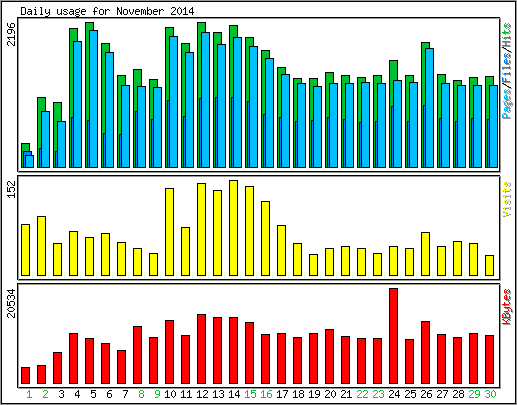 Daily usage for November 2014
2196
Pages/Files/Hits
152
Visits
20534
KBytes
1 2 3 4 5 6 7 8 9 10 11 12 13 14 15 16 17 18 19 20 21 22 23 24 25 26 27 28 29 30